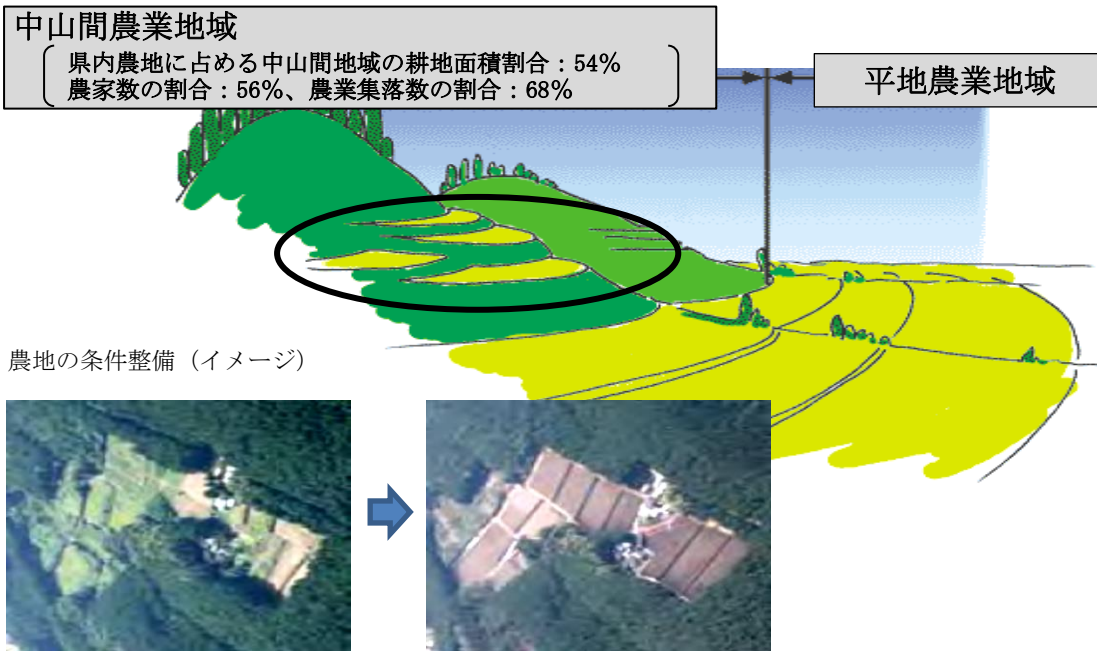 中山間農業地域
県内農地に占める中山間地域の耕地面積割合：54%
農家数の割合：56%、農業集落数の割合：68%
平地農業地域
農地の条件整備（イメージ）